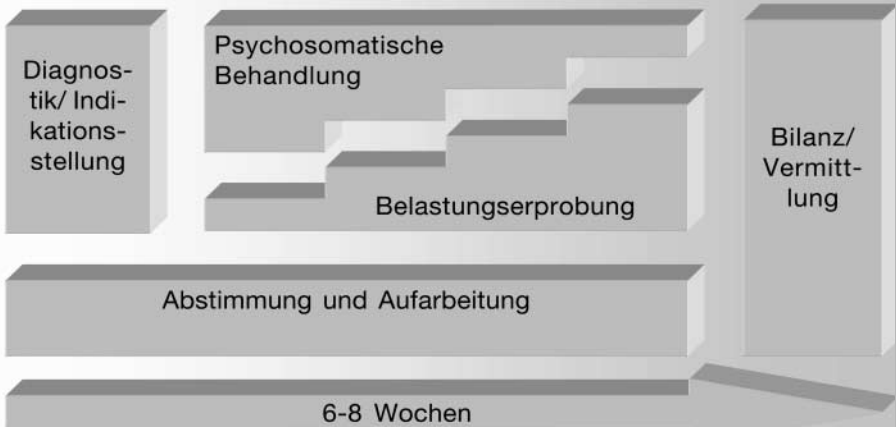 Diagnos-
tik/ Indi-
kations-
stellung
Psychosomatische
Behandlung
Belastungserprobung
Bilanz/
Vermitt-
lung
Abstimmung und Aufarbeitung
6-8 Wochen